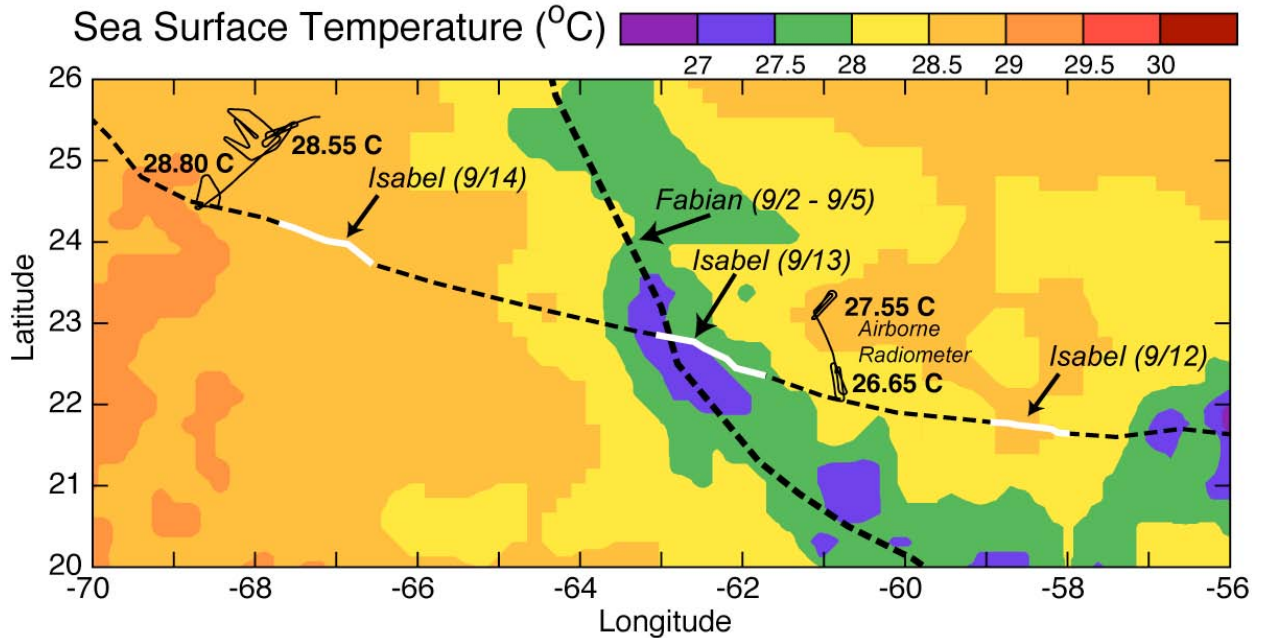 Sea Surface Temperature (°C)
27 27.5 28 28.5 29 29.5 30
26
25
24
23
22
21
20
Latitude
28.80 C
28.55 C
Isabel (9/14)
Fabian (9/2 - 9/5)
Isabel (9/13)
27.55 C
Airborne
Radiometer
26.65 C
Isabel (9/12)
-70 -68 -66 -64 -62 -60 -58 -56
Longitude